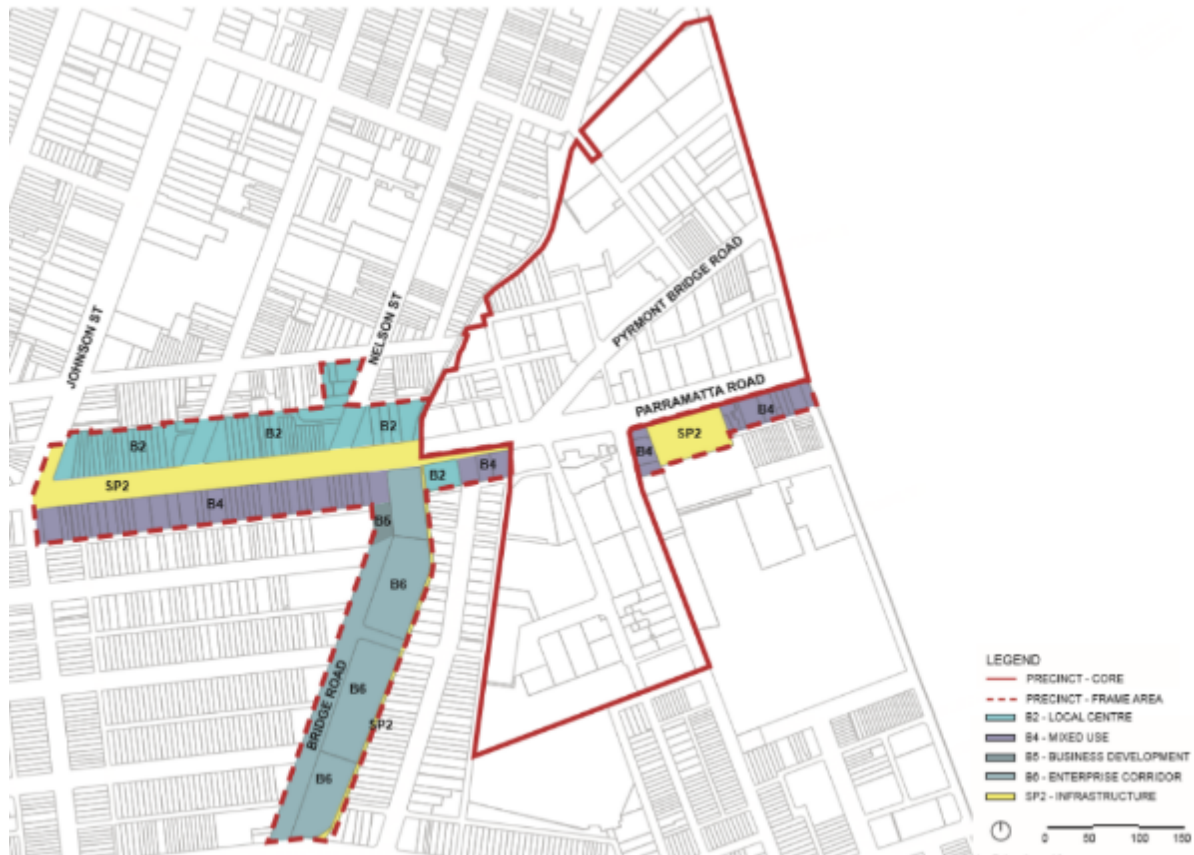 PYRMONT BRIDGE ROAD
JOHNSON ST
NELSON ST
PARRAMATTA ROAD
B4
B2
B2
B2
SP2
B4
B4
B2
SP2
B4
B5
B6
B6
BRIDGE ROAD
SP2
B6
LEGEND
PRECINCT - CORE
PRECINCT - FRAME AREA
B2 - LOCAL CENTRE
B4 - MIXED USE
B5 - BUSINESS DEVELOPMENT
B6 - ENTERPRISE CORRIDOR
SP2 - INFRASTRUCTURE
0 50 100 150